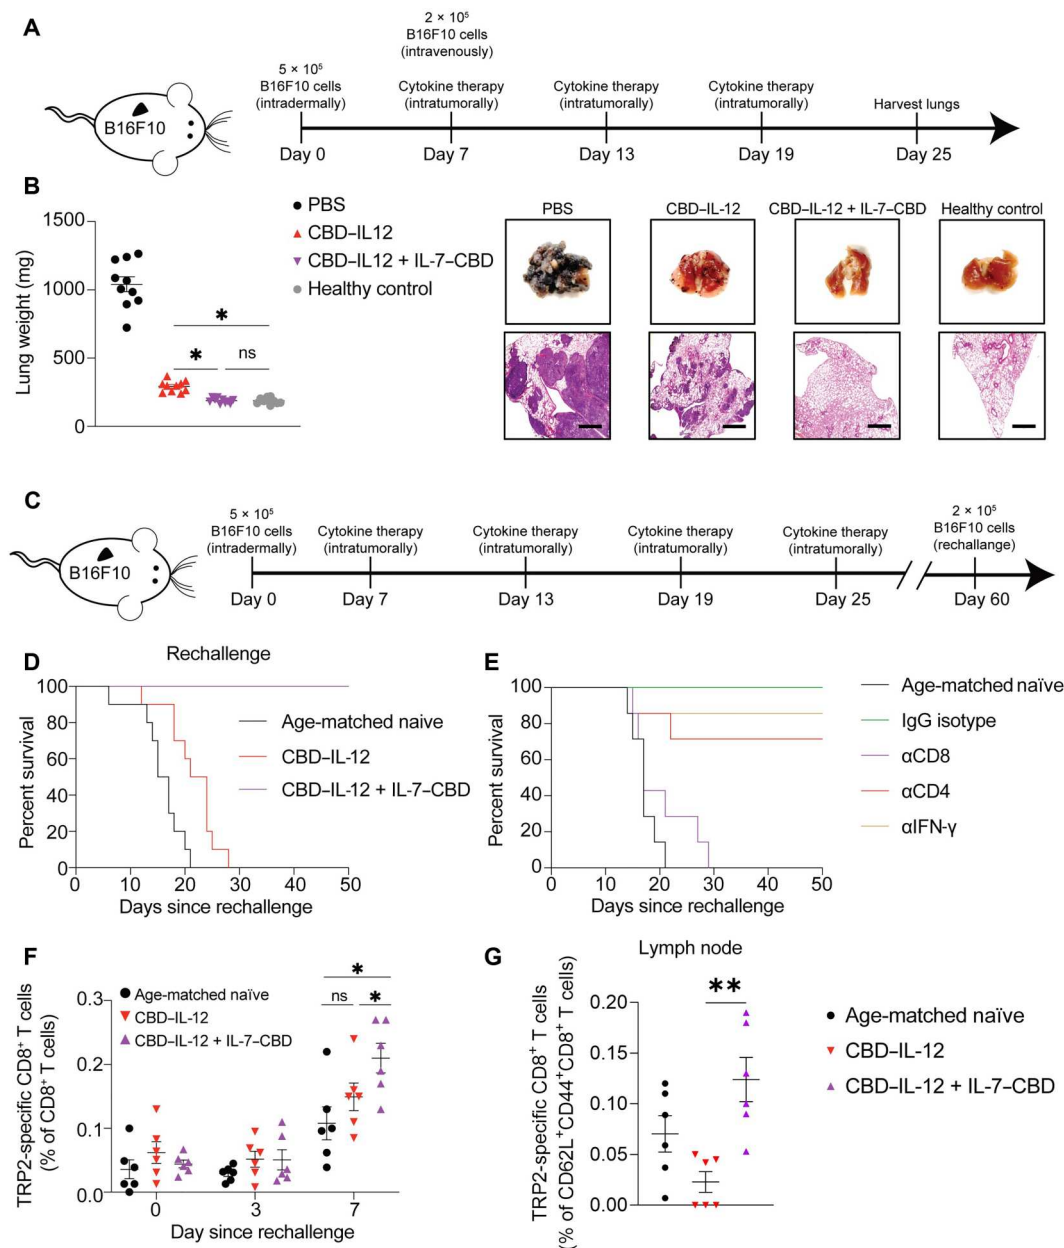 A
2 × 10⁵
B16F10 cells
(intravenously)
5 × 10⁵
B16F10 cells
(intradermally)
Cytokine therapy
(intratumorally)
Cytokine therapy
(intratumorally)
Cytokine therapy
(intratumorally)
Harvest lungs
B16F10
Day 0
Day 7
Day 13
Day 19
Day 25
B
PBS
CBD–IL12
CBD–IL12 + IL-7–CBD
Healthy control
Lung weight (mg)
1500
1000
500
0
*
*
ns
PBS
CBD–IL-12
CBD–IL-12 + IL-7–CBD
Healthy control
C
5 × 10⁵
B16F10 cells
(intradermally)
Cytokine therapy
(intratumorally)
Cytokine therapy
(intratumorally)
Cytokine therapy
(intratumorally)
Cytokine therapy
(intratumorally)
2 × 10⁵
B16F10 cells
(rechallange)
B16F10
Day 0
Day 7
Day 13
Day 19
Day 25
Day 60
D
Rechallenge
Percent survival
100
80
60
40
20
0
0 10 20 30 40 50
Days since rechallenge
Age-matched naive
CBD–IL-12
CBD–IL-12 + IL-7–CBD
E
Percent survival
100
80
60
40
20
0
0 10 20 30 40 50
Days since rechallenge
Age-matched naïve
IgG isotype
αCD8
αCD4
αIFN-γ
F
TRP2-specific CD8⁺ T cells
(% of CD8⁺ T cells)
0.3
0.2
0.1
0.0
Age-matched naïve
CBD–IL-12
CBD–IL-12 + IL-7–CBD
*
ns
*
0 3 7
Day since rechallenge
G
Lymph node
TRP2-specific CD8⁺ T cells
(% of CD62L⁺CD44⁺CD8⁺ T cells)
0.20
0.15
0.10
0.05
0.00
**
Age-matched naïve
CBD–IL-12
CBD–IL-12 + IL-7–CBD